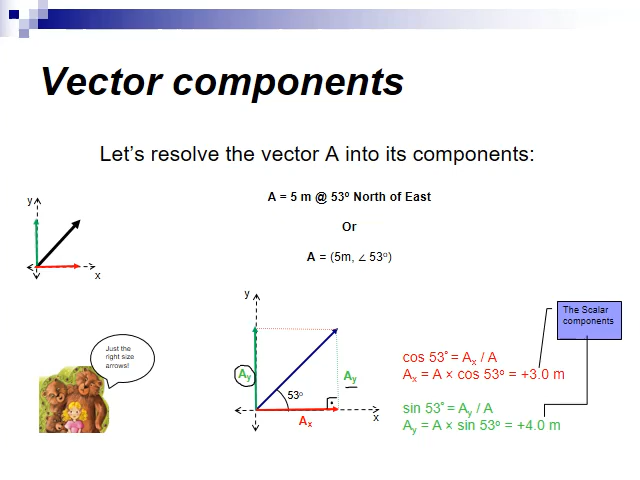 Vector components
Let's resolve the vector A into its components:
A = 5 m @ 53º North of East
Or
A = (5m, ∠ 53º)
y
x
Just the
right size
arrows!
y
Ay
Ay
53º
Ax
x
The Scalar
components
cos 53˚ = Ax / A
Ax = A × cos 53º = +3.0 m
sin 53˚ = Ay / A
Ay = A × sin 53º = +4.0 m